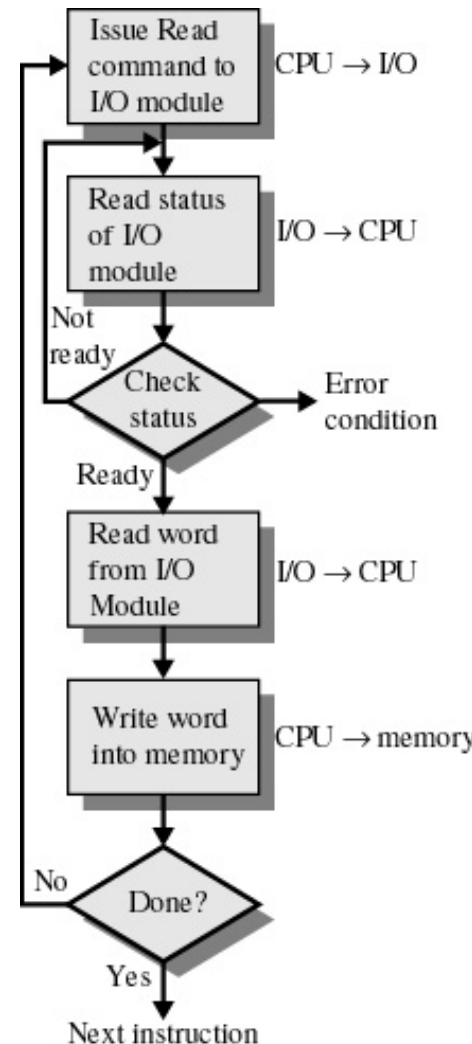 Issue Read
command to
I/O module
CPU → I/O
Read status
of I/O
module
I/O → CPU
Not
ready
Check
status
Error
condition
Ready
Read word
from I/O
Module
I/O → CPU
Write word
into memory
CPU → memory
No
Done?
Yes
Next instruction